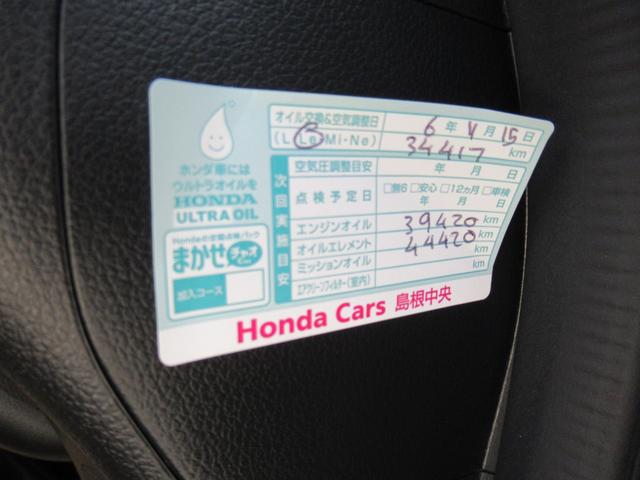 ホンダ車には
ウルトラオイルを
HONDA
ULTRA OIL
Hondaの定期点検パック
まかせチャオ
加入コース
オイル交換&空気調整日 6年4月15日
(L・Le・Mi・Ne) 34417 km
次回実施目安
空気圧調整目安 年 月 日
点検予定日 □無6 □安心 □12ヵ月 □車検
年 月 日
エンジンオイル 39420 km
オイルエレメント 44420 km
ミッションオイル km
エアクリーンフィルター(室内)
Honda Cars 島根中央